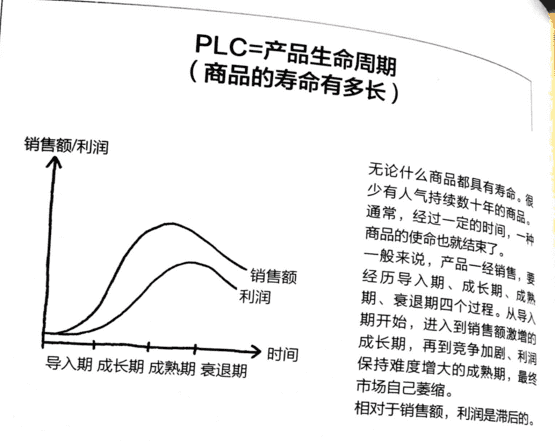 PLC=产品生命周期
（商品的寿命有多长）
销售额/利润
销售额
利润
时间
导入期 成长期 成熟期 衰退期
无论什么商品都具有寿命。很
少有人气持续数十年的商品。
通常，经过一定的时间，一种
商品的使命也就结束了。
一般来说，产品一经销售，要
经历导入期、成长期、成熟
期、衰退期四个过程。从导入
期开始，进入到销售额激增的
成长期，再到竞争加剧、利润
保持难度增大的成熟期，最终
市场自己萎缩。
相对于销售额，利润是滞后的。